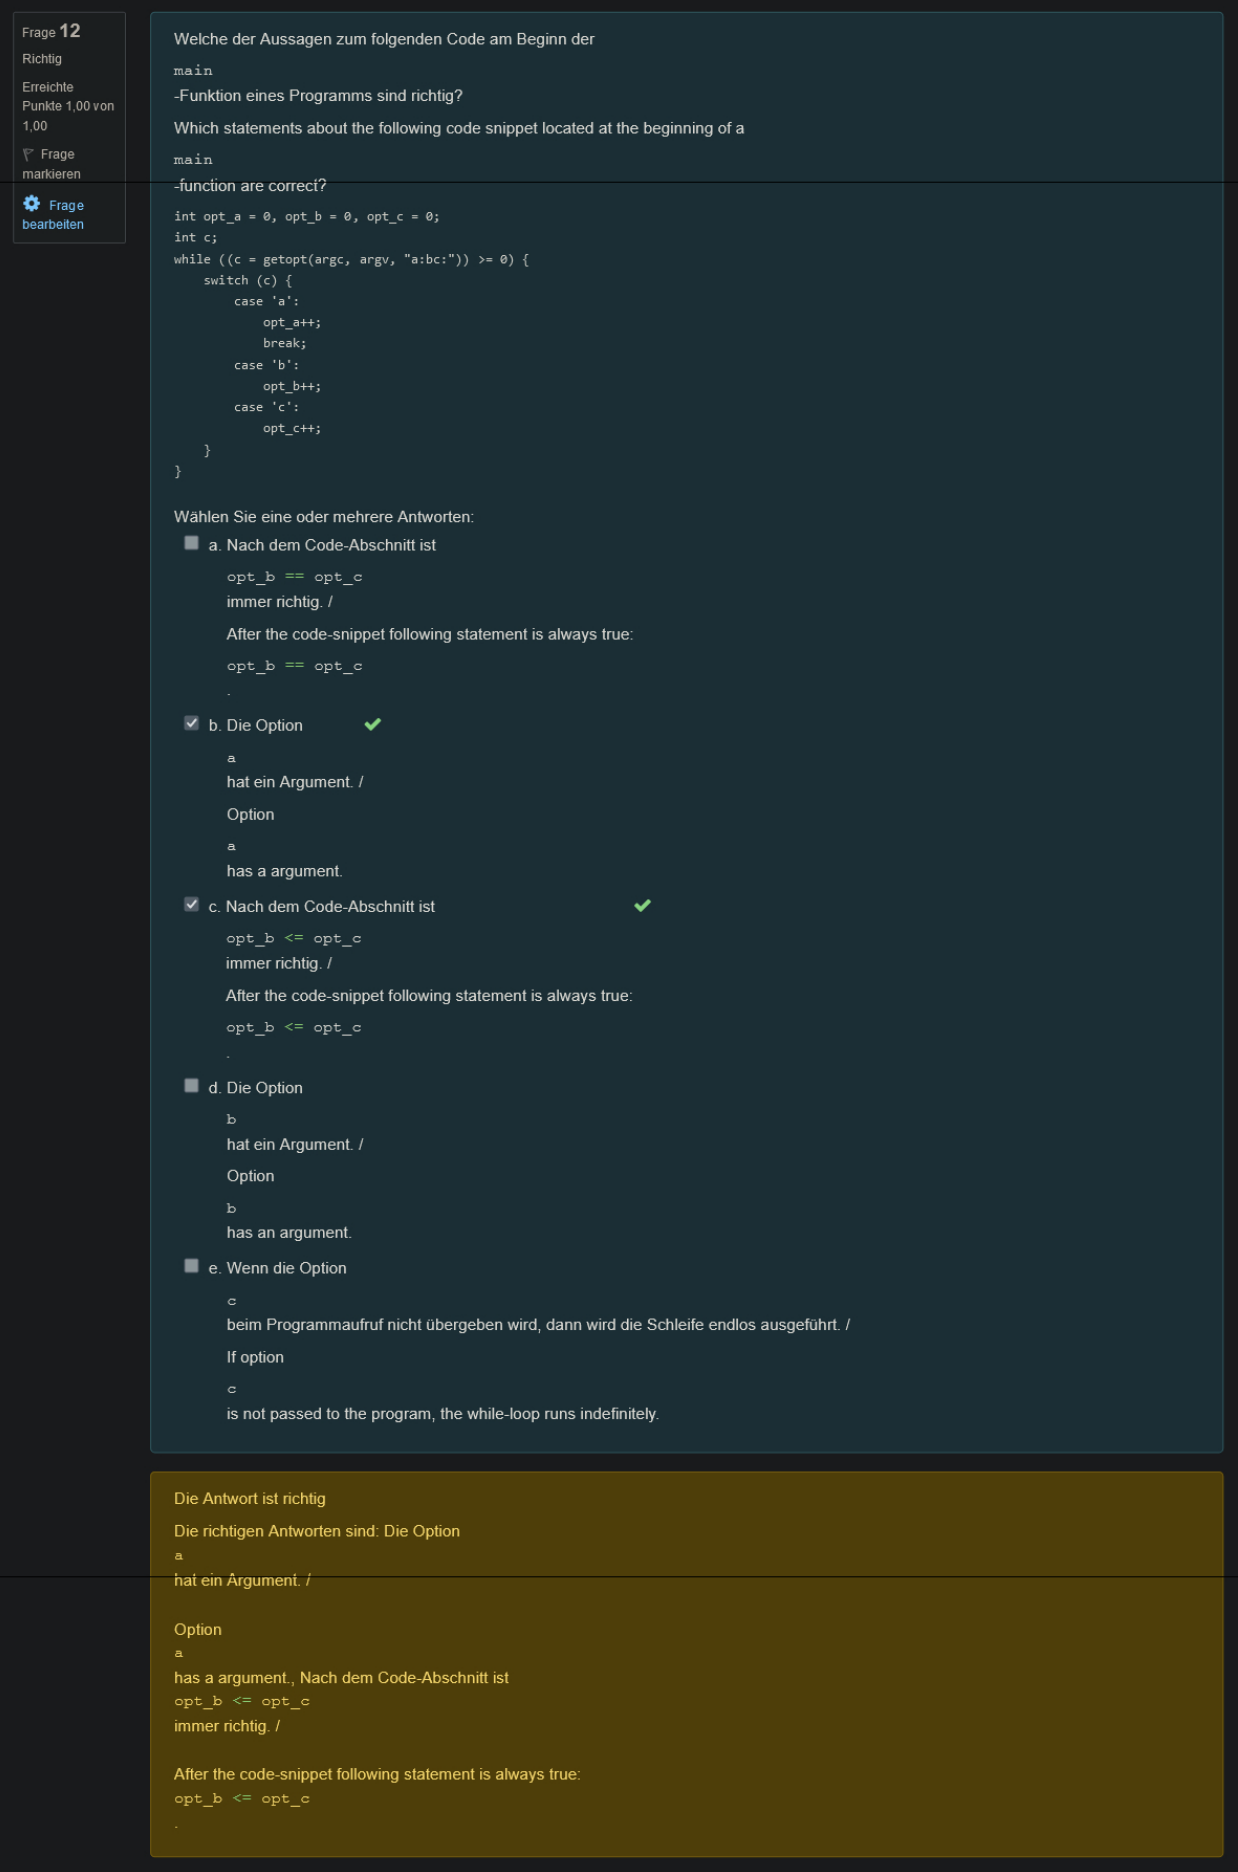 Frage 12
Richtig
Erreichte
Punkte 1,00 von
1,00
Frage
markieren
Frage
bearbeiten
Welche der Aussagen zum folgenden Code am Beginn der
main
-Funktion eines Programms sind richtig?
Which statements about the following code snippet located at the beginning of a
main
-function are correct?
int opt_a = 0, opt_b = 0, opt_c = 0;
int c;
while ((c = getopt(argc, argv, "a:bc:")) >= 0) {
    switch (c) {
        case 'a':
            opt_a++;
            break;
        case 'b':
            opt_b++;
        case 'c':
            opt_c++;
    }
}
Wählen Sie eine oder mehrere Antworten:
a. Nach dem Code-Abschnitt ist
opt_b == opt_c
immer richtig. /
After the code-snippet following statement is always true:
opt_b == opt_c
.
b. Die Option
a
hat ein Argument. /
Option
a
has a argument.
c. Nach dem Code-Abschnitt ist
opt_b <= opt_c
immer richtig. /
After the code-snippet following statement is always true:
opt_b <= opt_c
.
d. Die Option
b
hat ein Argument. /
Option
b
has an argument.
e. Wenn die Option
c
beim Programmaufruf nicht übergeben wird, dann wird die Schleife endlos ausgeführt. /
If option
c
is not passed to the program, the while-loop runs indefinitely.
Die Antwort ist richtig
Die richtigen Antworten sind: Die Option
a
hat ein Argument. /
Option
a
has a argument., Nach dem Code-Abschnitt ist
opt_b <= opt_c
immer richtig. /
After the code-snippet following statement is always true:
opt_b <= opt_c
.